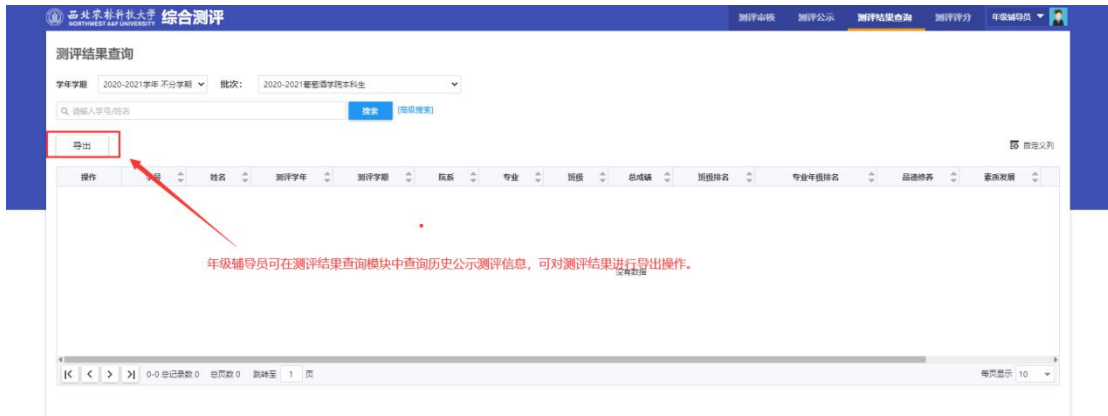 西北农林科技大学 综合测评
NORTHWEST A&F UNIVERSITY
测评审核 测评公示 测评结果查询 测评评分 年级辅导员
测评结果查询
学年学期 2020-2021学年 不分学期 批次： 2020-2021葡萄酒学院本科生
请输入学号/姓名 搜索 [高级搜索]
导出 自定义列
操作 学号 姓名 测评学年 测评学期 院系 专业 班级 总成绩 班级排名 专业年级排名 品德修养 素质发展
年级辅导员可在测评结果查询模块中查询历史公示测评信息，可对测评结果进行导出操作。
没有数据
0-0 总记录数 0 总页数 0 跳转至 1 页 每页显示 10